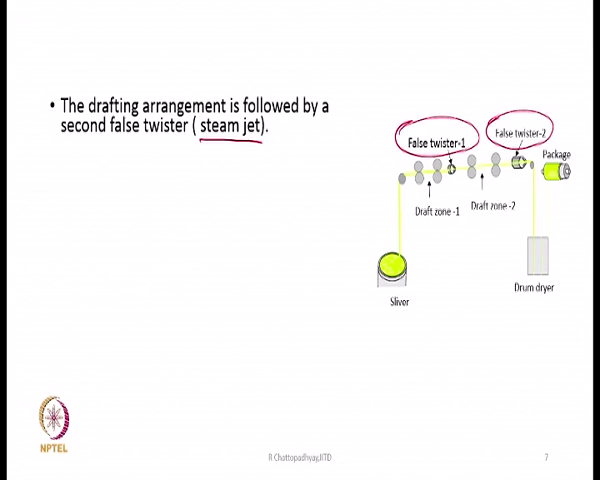 • The drafting arrangement is followed by a
second false twister ( steam jet).
False twister-1
False twister-2
Package
Draft zone -1
Draft zone -2
Sliver
Drum dryer
NPTEL
R Chattopadhyay,IITD
7